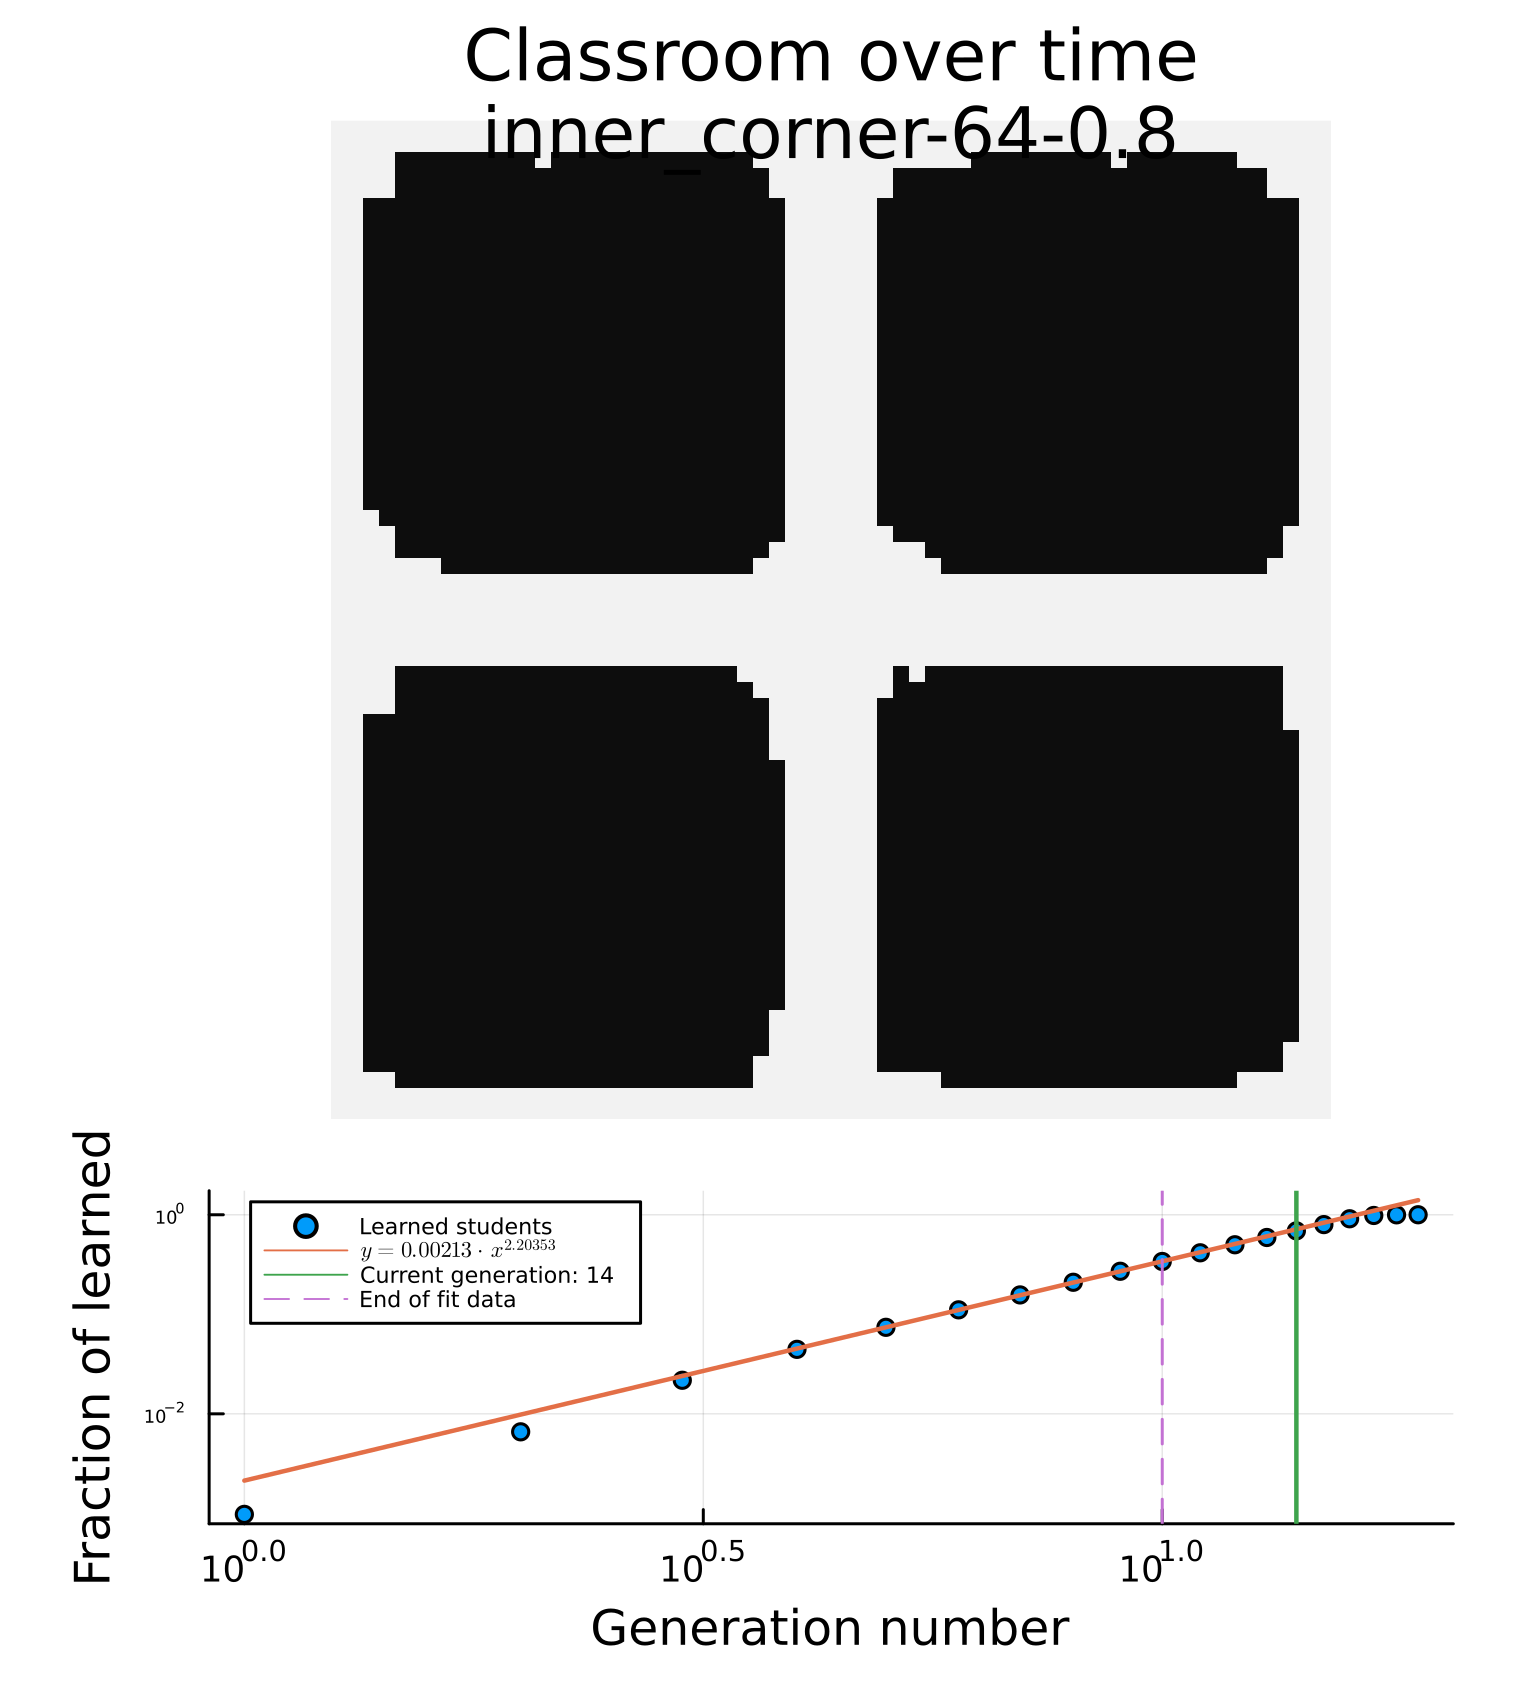 Classroom over time
inner_corner-64-0.8
Fraction of learned
10^0
10^−2
Learned students
y = 0.00213 · x^2.20353
Current generation: 14
End of fit data
10^0.0
10^0.5
10^1.0
Generation number